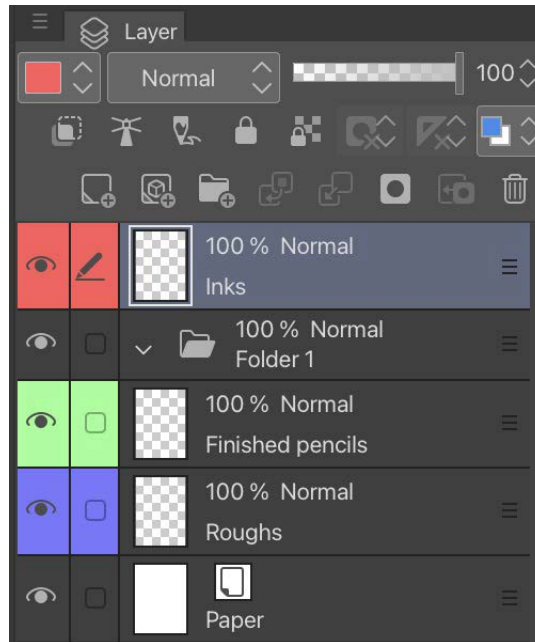 Layer
Normal 100
100 % Normal
Inks
100 % Normal
Folder 1
100 % Normal
Finished pencils
100 % Normal
Roughs
Paper